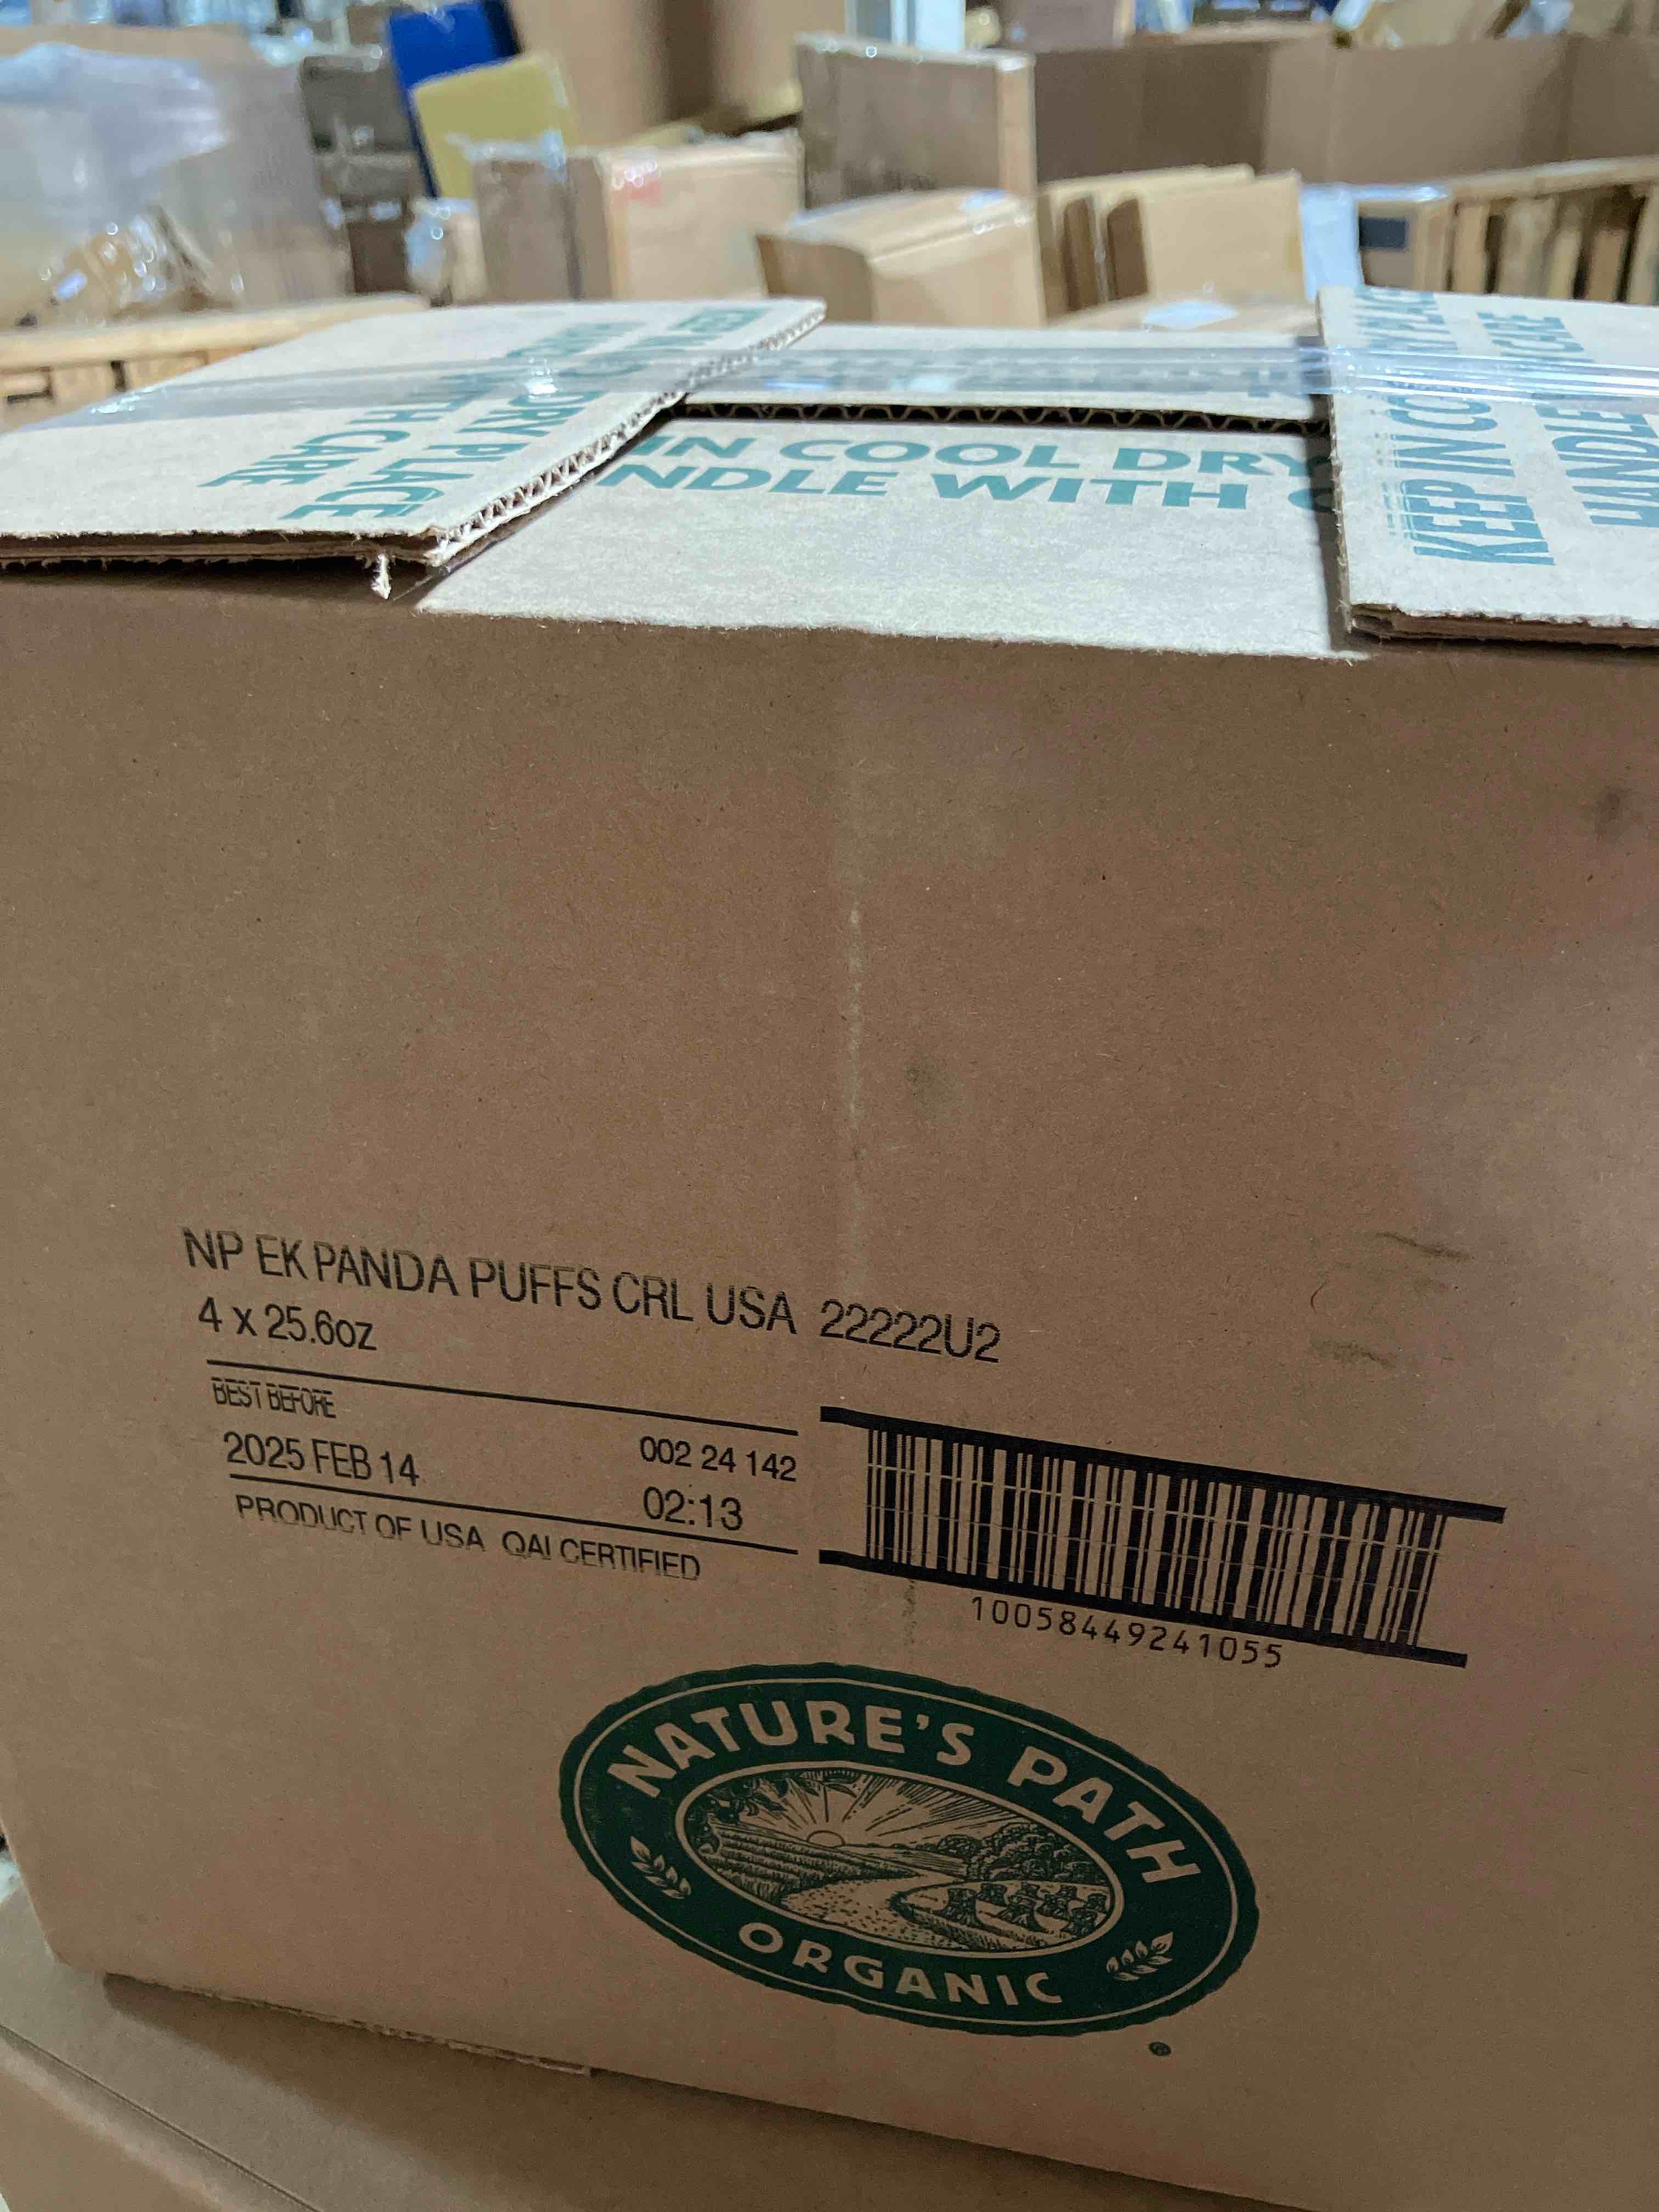 DRY PLACE
TH CARE
IN COOL DRY
NDLE WITH
KEEP IN CO
HANDLE
NP EK PANDA PUFFS CRL USA 22222U2
4 x 25.6oz
BEST BEFORE
2025 FEB 14 002 24 142
02:13
PRODUCT OF USA QAI CERTIFIED
10058449241055
NATURE'S PATH
ORGANIC
®